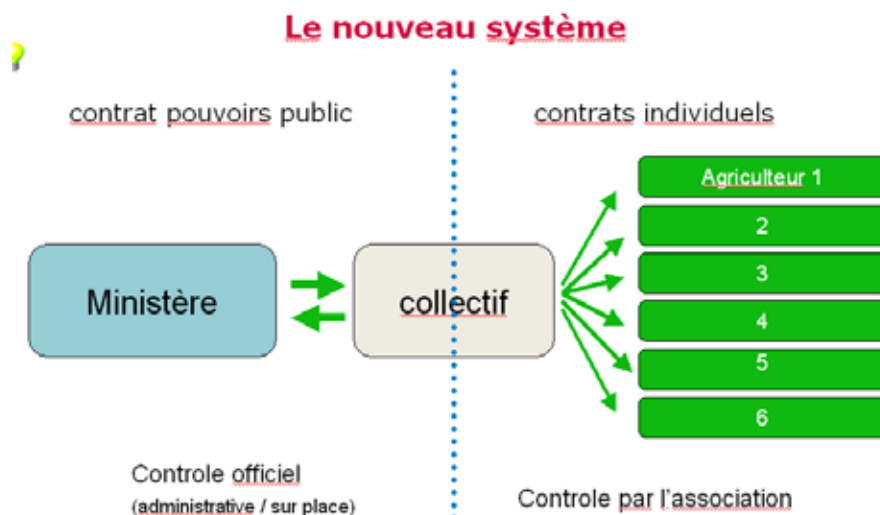 Le nouveau système
contrat pouvoirs public
contrats individuels
Agriculteur 1
2
3
4
5
6
Ministère
collectif
Controle officiel
(administrative / sur place)
Controle par l'association